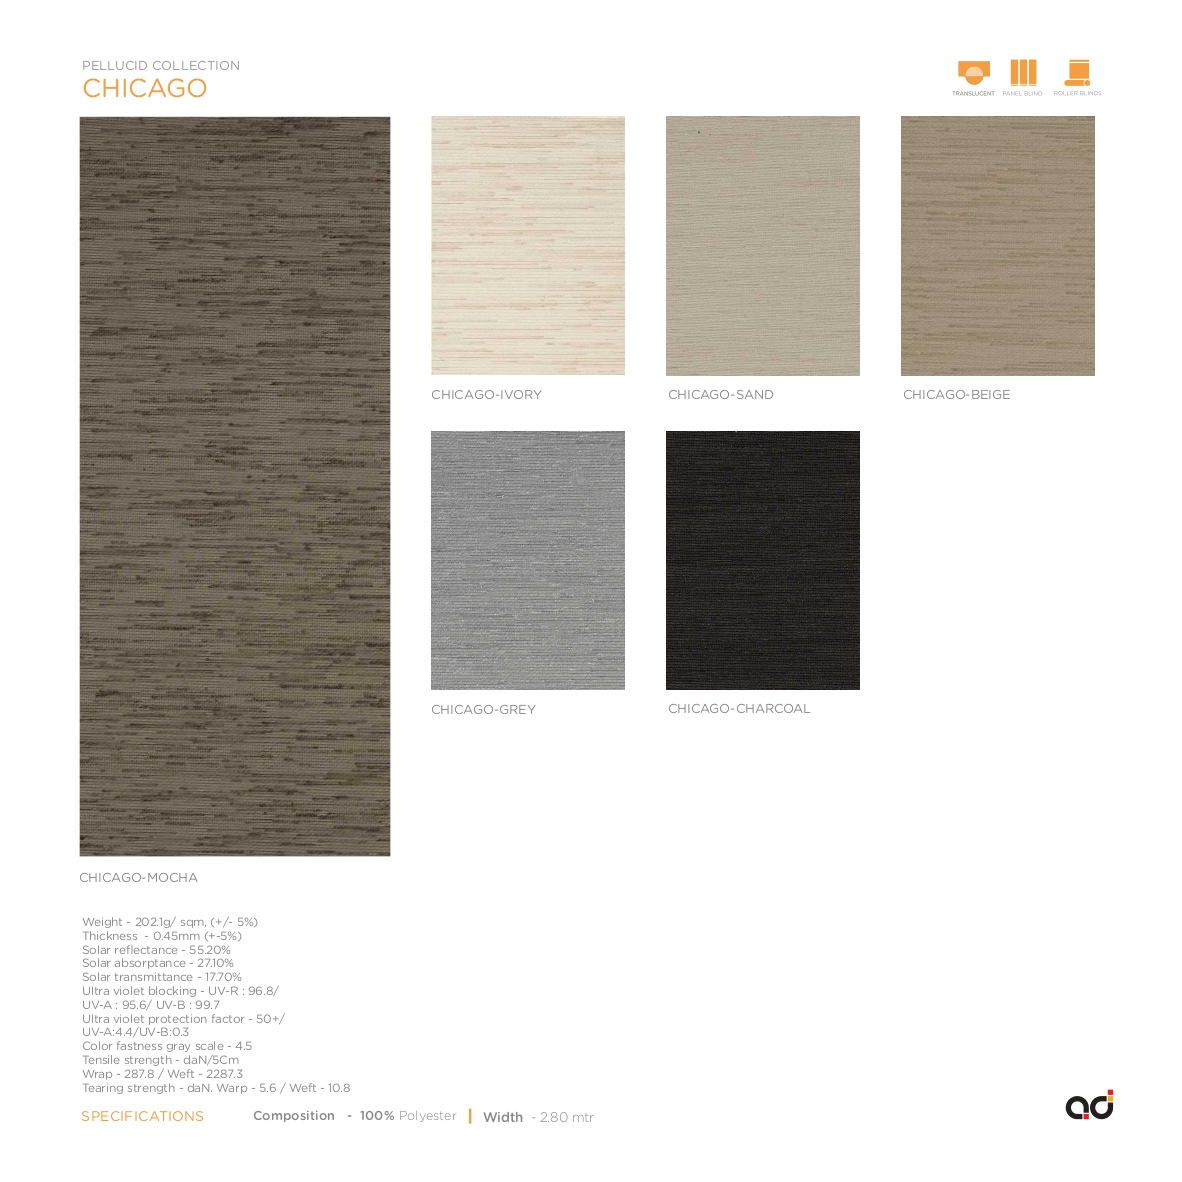 PELLUCID COLLECTION
CHICAGO
TRANSLUCENT PANEL BLIND ROLLER BLINDS
CHICAGO-IVORY
CHICAGO-SAND
CHICAGO-BEIGE
CHICAGO-GREY
CHICAGO-CHARCOAL
CHICAGO-MOCHA
Weight - 202.1g/ sqm, (+/- 5%)
Thickness - 0.45mm (+-5%)
Solar reflectance - 55.20%
Solar absorptance - 27.10%
Solar transmittance - 17.70%
Ultra violet blocking - UV-R : 96.8/
UV-A : 95.6/ UV-B : 99.7
Ultra violet protection factor - 50+/
UV-A:4.4/UV-B:0.3
Color fastness gray scale - 4.5
Tensile strength - daN/5Cm
Wrap - 287.8 / Weft - 2287.3
Tearing strength - daN. Warp - 5.6 / Weft - 10.8
SPECIFICATIONS Composition - 100% Polyester | Width - 2.80 mtr